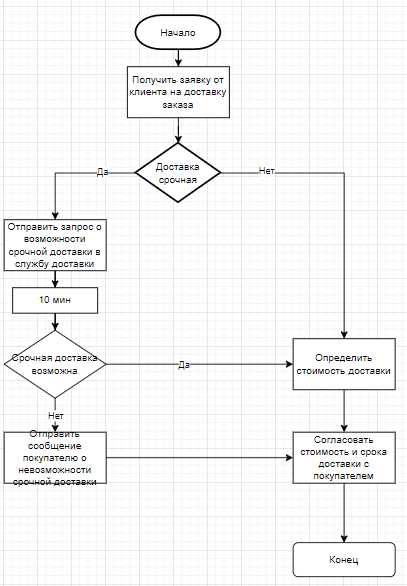 Начало
Получить заявку от
клиента на доставку
заказа
Доставка
срочная
Да
Нет
Отправить запрос о
возможности
срочной доставки в
службу доставки
10 мин
Срочная доставка
возможна
Да
Определить
стоимость доставки
Нет
Отправить
сообщение
покупателю о
невозможности
срочной доставки
Согласовать
стоимость и срока
доставки с
покупателем
Конец